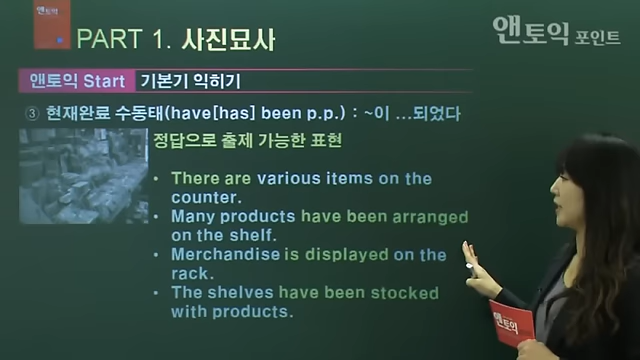 앤토익
PART 1. 사진묘사
앤토익 포인트
앤토익 Start 기본기 익히기
③ 현재완료 수동태(have[has] been p.p.) : ~이 …되었다
정답으로 출제 가능한 표현
• There are various items on the
counter.
• Many products have been arranged
on the shelf.
• Merchandise is displayed on the
rack.
• The shelves have been stocked
with products.
앤토익